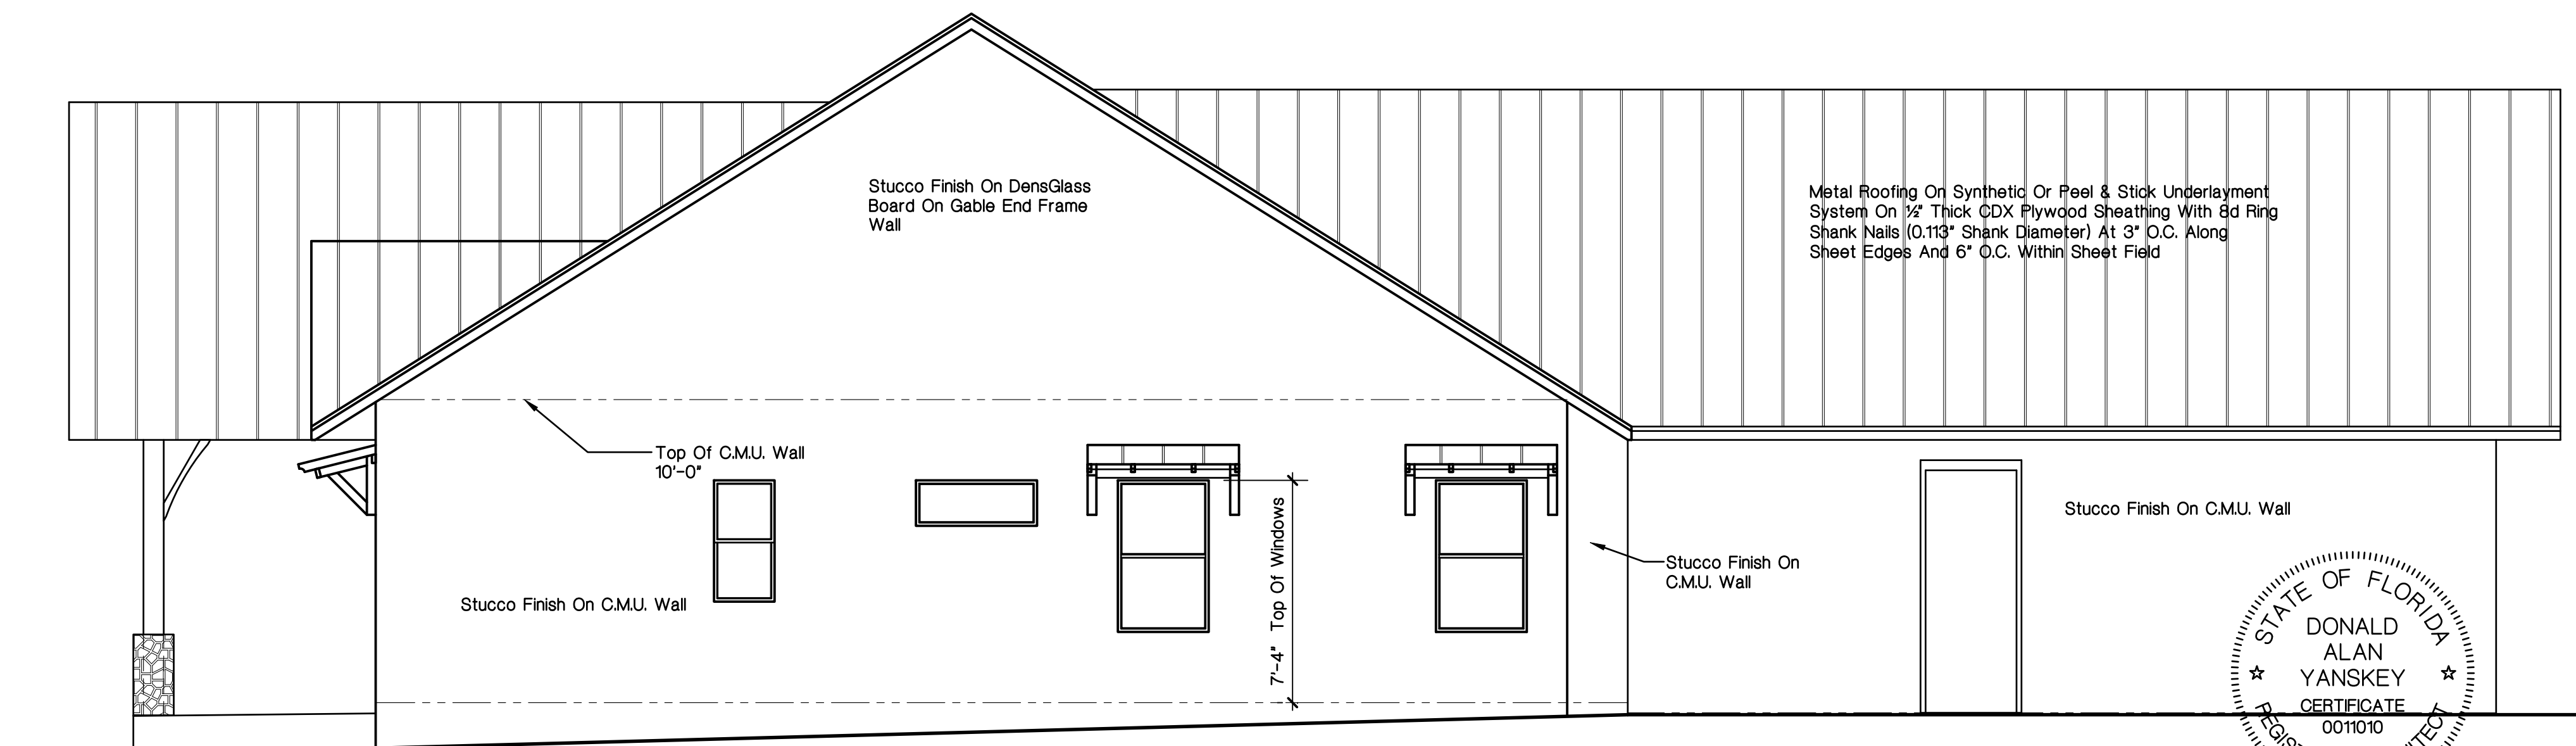 Stucco Finish On DensGlass
Board On Gable End Frame
Wall
Metal Roofing On Synthetic Or Peel & Stick Underlayment
System On ½" Thick CDX Plywood Sheathing With 8d Ring
Shank Nails (0.113" Shank Diameter) At 3" O.C. Along
Sheet Edges And 6" O.C. Within Sheet Field
Top Of C.M.U. Wall
10'-0"
Stucco Finish On C.M.U. Wall
7'-4" Top Of Windows
Stucco Finish On
C.M.U. Wall
Stucco Finish On C.M.U. Wall
STATE OF FLORIDA
DONALD
ALAN
YANSKEY
CERTIFICATE
0011010